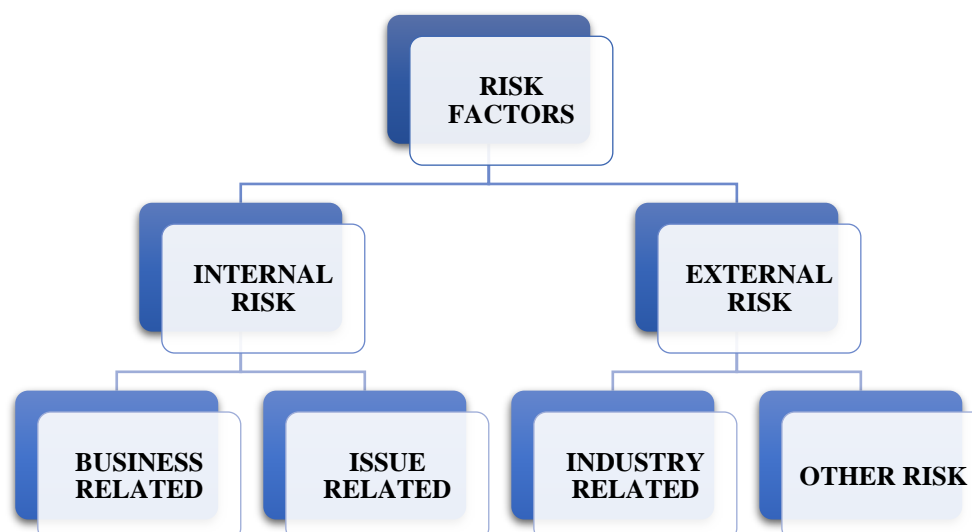 RISK
FACTORS
INTERNAL
RISK
EXTERNAL
RISK
BUSINESS
RELATED
ISSUE
RELATED
INDUSTRY
RELATED
OTHER RISK